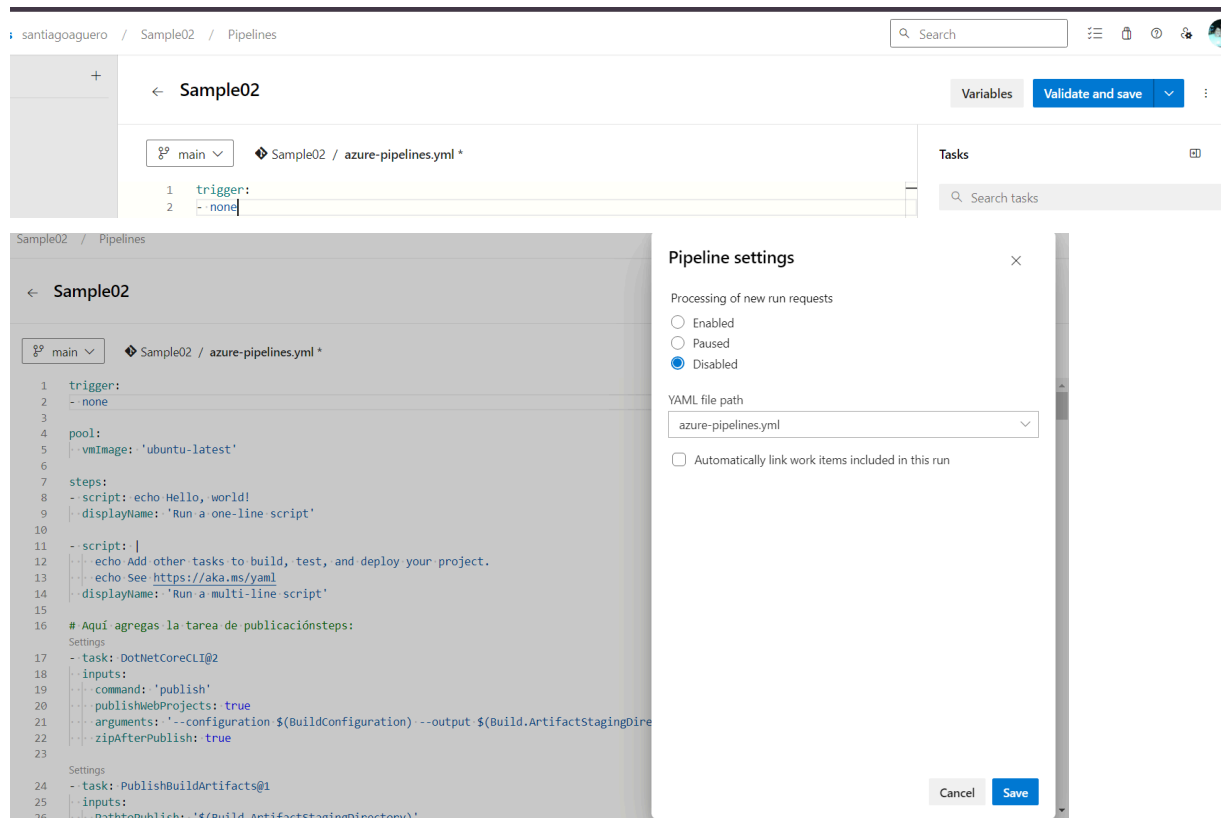 santiagoaguero / Sample02 / Pipelines
Search
Sample02
Variables
Validate and save
main
Sample02 / azure-pipelines.yml *
Tasks
1 trigger:
2 - none
Search tasks
Sample02 / Pipelines
Sample02
main
Sample02 / azure-pipelines.yml *
1 trigger:
2 - none
3
4 pool:
5 vmImage: 'ubuntu-latest'
6
7 steps:
8 - script: echo Hello, world!
9 displayName: 'Run a one-line script'
10
11 - script: |
12 echo Add other tasks to build, test, and deploy your project.
13 echo See https://aka.ms/yaml
14 displayName: 'Run a multi-line script'
15
16 # Aquí agregas la tarea de publicaciónsteps:
Settings
17 - task: DotNetCoreCLI@2
18 inputs:
19 command: 'publish'
20 publishWebProjects: true
21 arguments: '--configuration $(BuildConfiguration) --output $(Build.ArtifactStagingDire
22 zipAfterPublish: true
23
Settings
24 - task: PublishBuildArtifacts@1
25 inputs:
26 PathtoPublish: '$(Build.ArtifactStagingDirectory)'
Pipeline settings
Processing of new run requests
Enabled
Paused
Disabled
YAML file path
azure-pipelines.yml
Automatically link work items included in this run
Cancel
Save